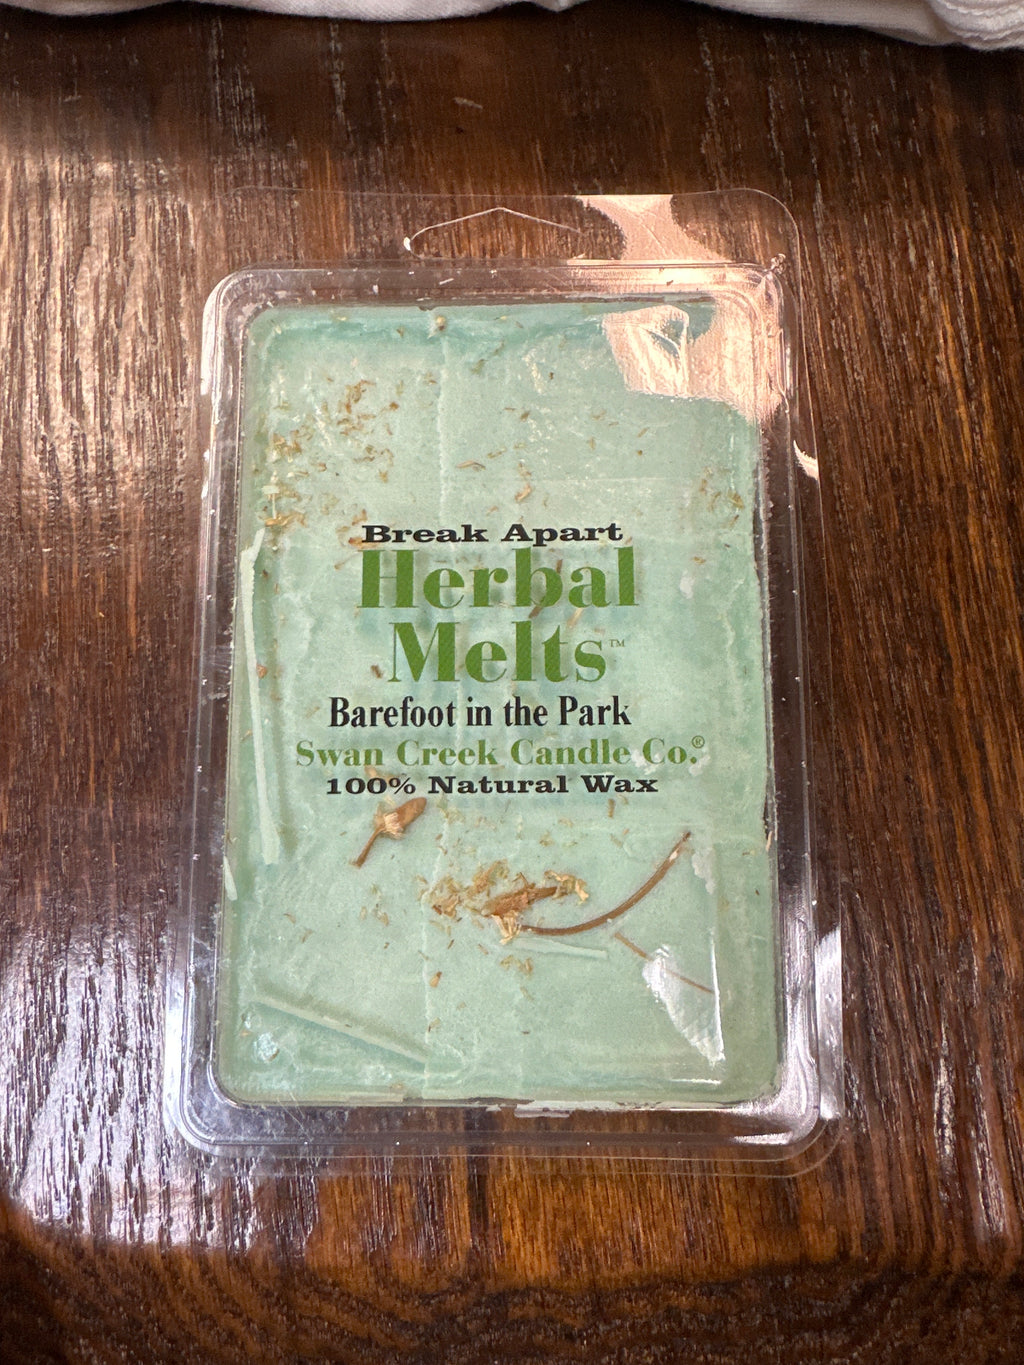 Break Apart
Herbal
Melts™
Barefoot in the Park
Swan Creek Candle Co.®
100% Natural Wax